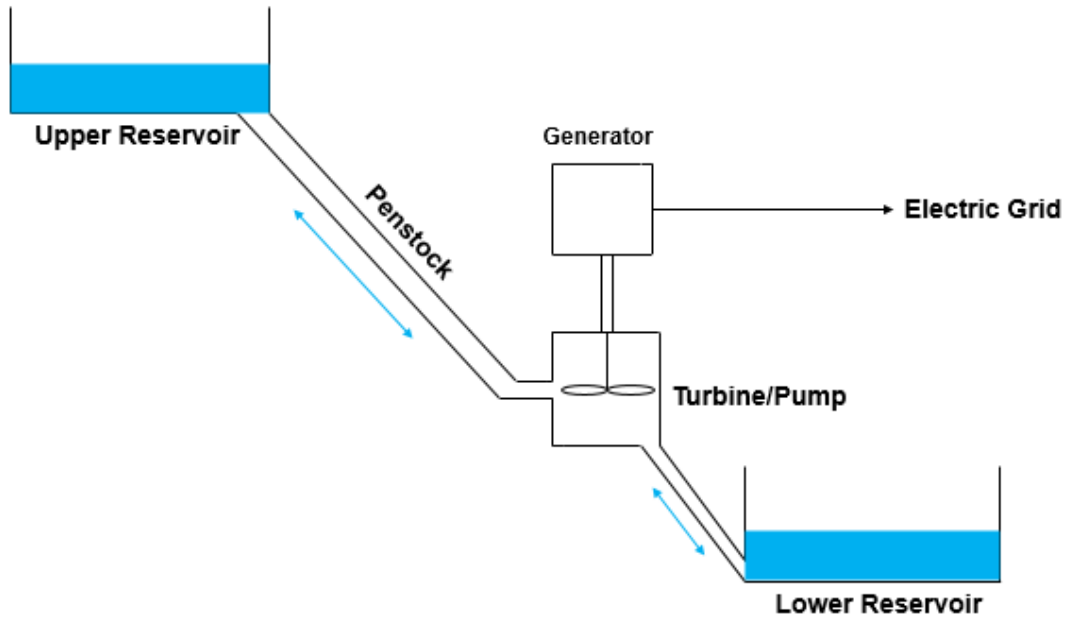 Upper Reservoir
Generator
Penstock
Electric Grid
Turbine/Pump
Lower Reservoir